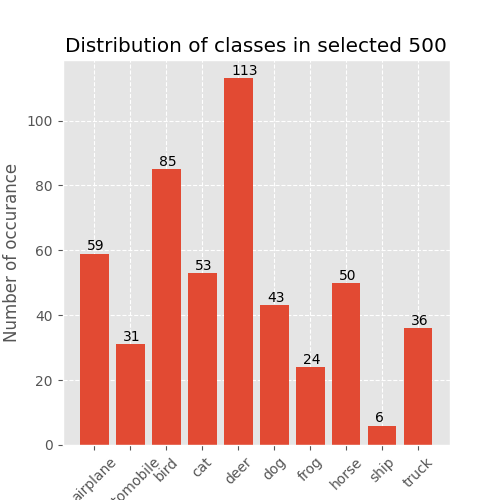 Distribution of classes in selected 500
Number of occurance
100
80
60
40
20
0
59
31
85
53
113
43
24
50
6
36
airplane
tomobile
bird
cat
deer
dog
frog
horse
ship
truck